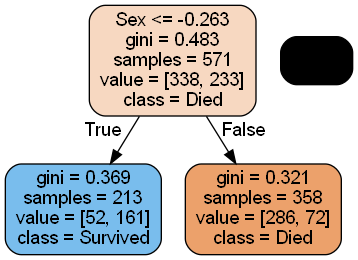 Sex <= -0.263
gini = 0.483
samples = 571
value = [338, 233]
class = Died
True
False
gini = 0.369
samples = 213
value = [52, 161]
class = Survived
gini = 0.321
samples = 358
value = [286, 72]
class = Died